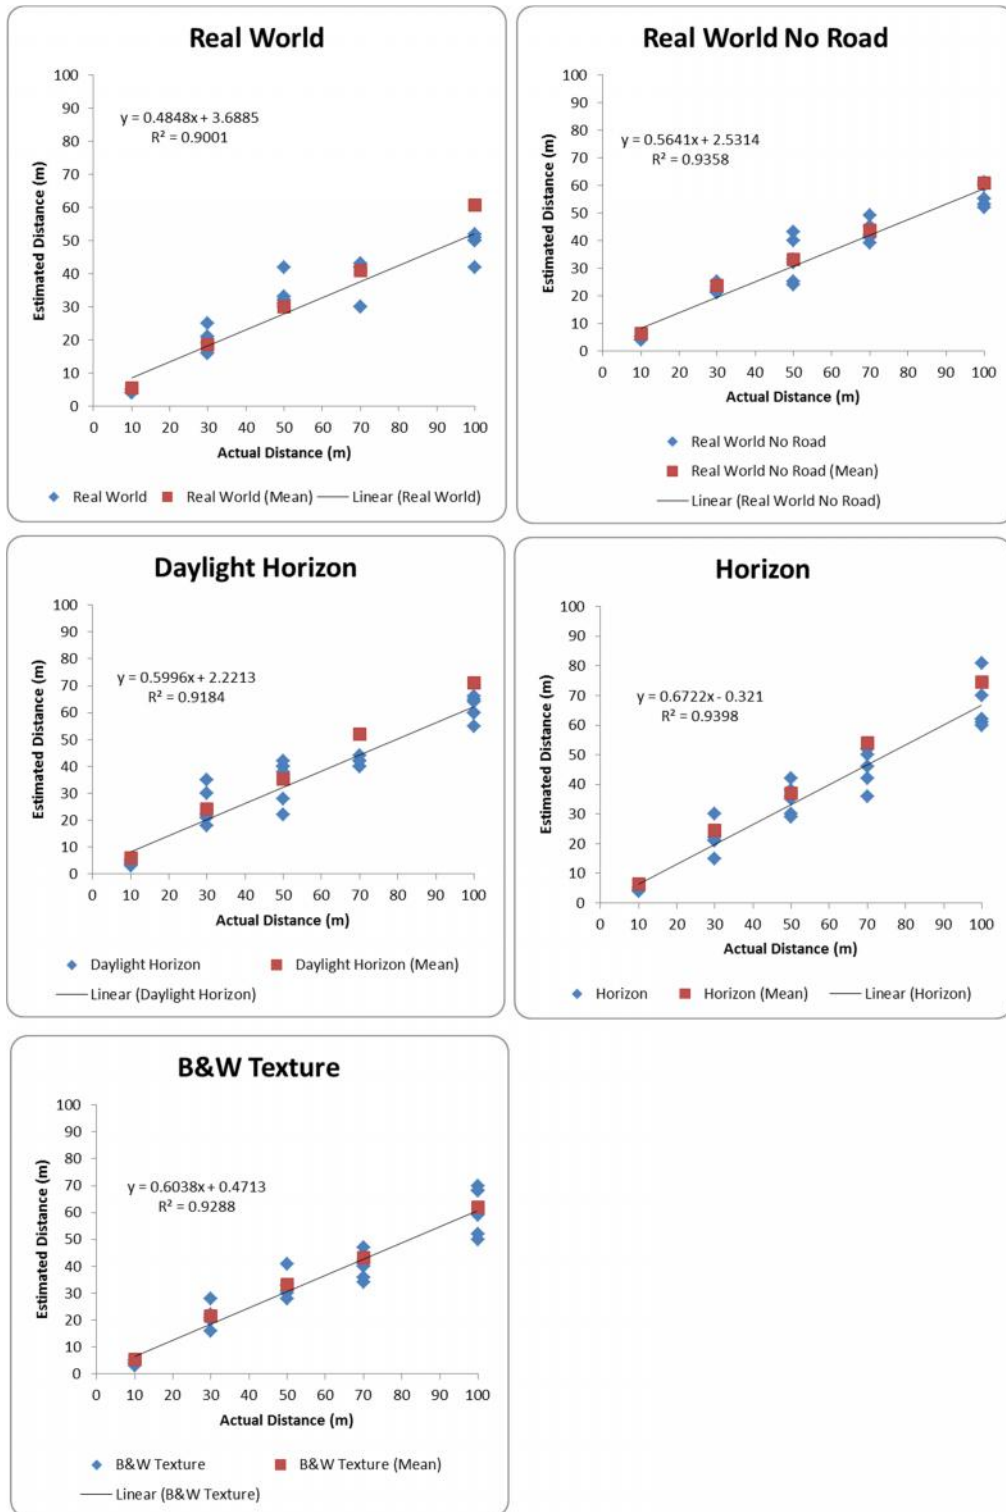 Real World
100
90
80
70
60
50
40
30
20
10
0
Estimated Distance (m)
y = 0.4848x + 3.6885
R² = 0.9001
0 10 20 30 40 50 60 70 80 90 100
Actual Distance (m)
Real World Real World (Mean) Linear (Real World)
Real World No Road
100
90
80
70
60
50
40
30
20
10
0
Estimated Distance (m)
y = 0.5641x + 2.5314
R² = 0.9358
0 10 20 30 40 50 60 70 80 90 100
Actual Distance (m)
Real World No Road
Real World No Road (Mean)
Linear (Real World No Road)
Daylight Horizon
100
90
80
70
60
50
40
30
20
10
0
Estimated Distance (m)
y = 0.5996x + 2.2213
R² = 0.9184
0 10 20 30 40 50 60 70 80 90 100
Actual Distance (m)
Daylight Horizon Daylight Horizon (Mean)
Linear (Daylight Horizon)
Horizon
100
90
80
70
60
50
40
30
20
10
0
Estimated Distance (m)
y = 0.6722x - 0.321
R² = 0.9398
0 10 20 30 40 50 60 70 80 90 100
Actual Distance (m)
Horizon Horizon (Mean) Linear (Horizon)
B&W Texture
100
90
80
70
60
50
40
30
20
10
0
Estimated Distance (m)
y = 0.6038x + 0.4713
R² = 0.9288
0 10 20 30 40 50 60 70 80 90 100
Actual Distance (m)
B&W Texture B&W Texture (Mean)
Linear (B&W Texture)